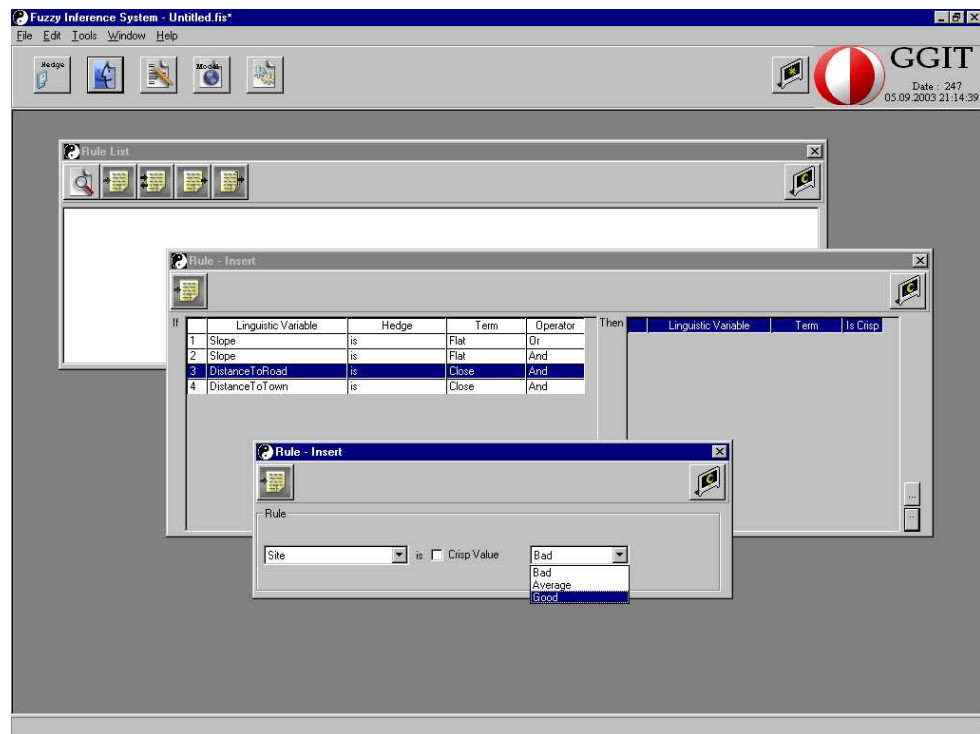 Fuzzy Inference System - Untitled.fis*
File Edit Tools Window Help
Hedge
Model
GGIT
Date : 247
05.09.2003 21:14:39
Rule List
Rule - Insert
If
Linguistic Variable Hedge Term Operator
1 Slope is Flat Or
2 Slope is Flat And
3 DistanceToRoad is Close And
4 DistanceToTown is Close And
Then
Linguistic Variable Term Is Crisp
...
..
Rule - Insert
Rule
Site is Crisp Value Bad
Bad
Average
Good